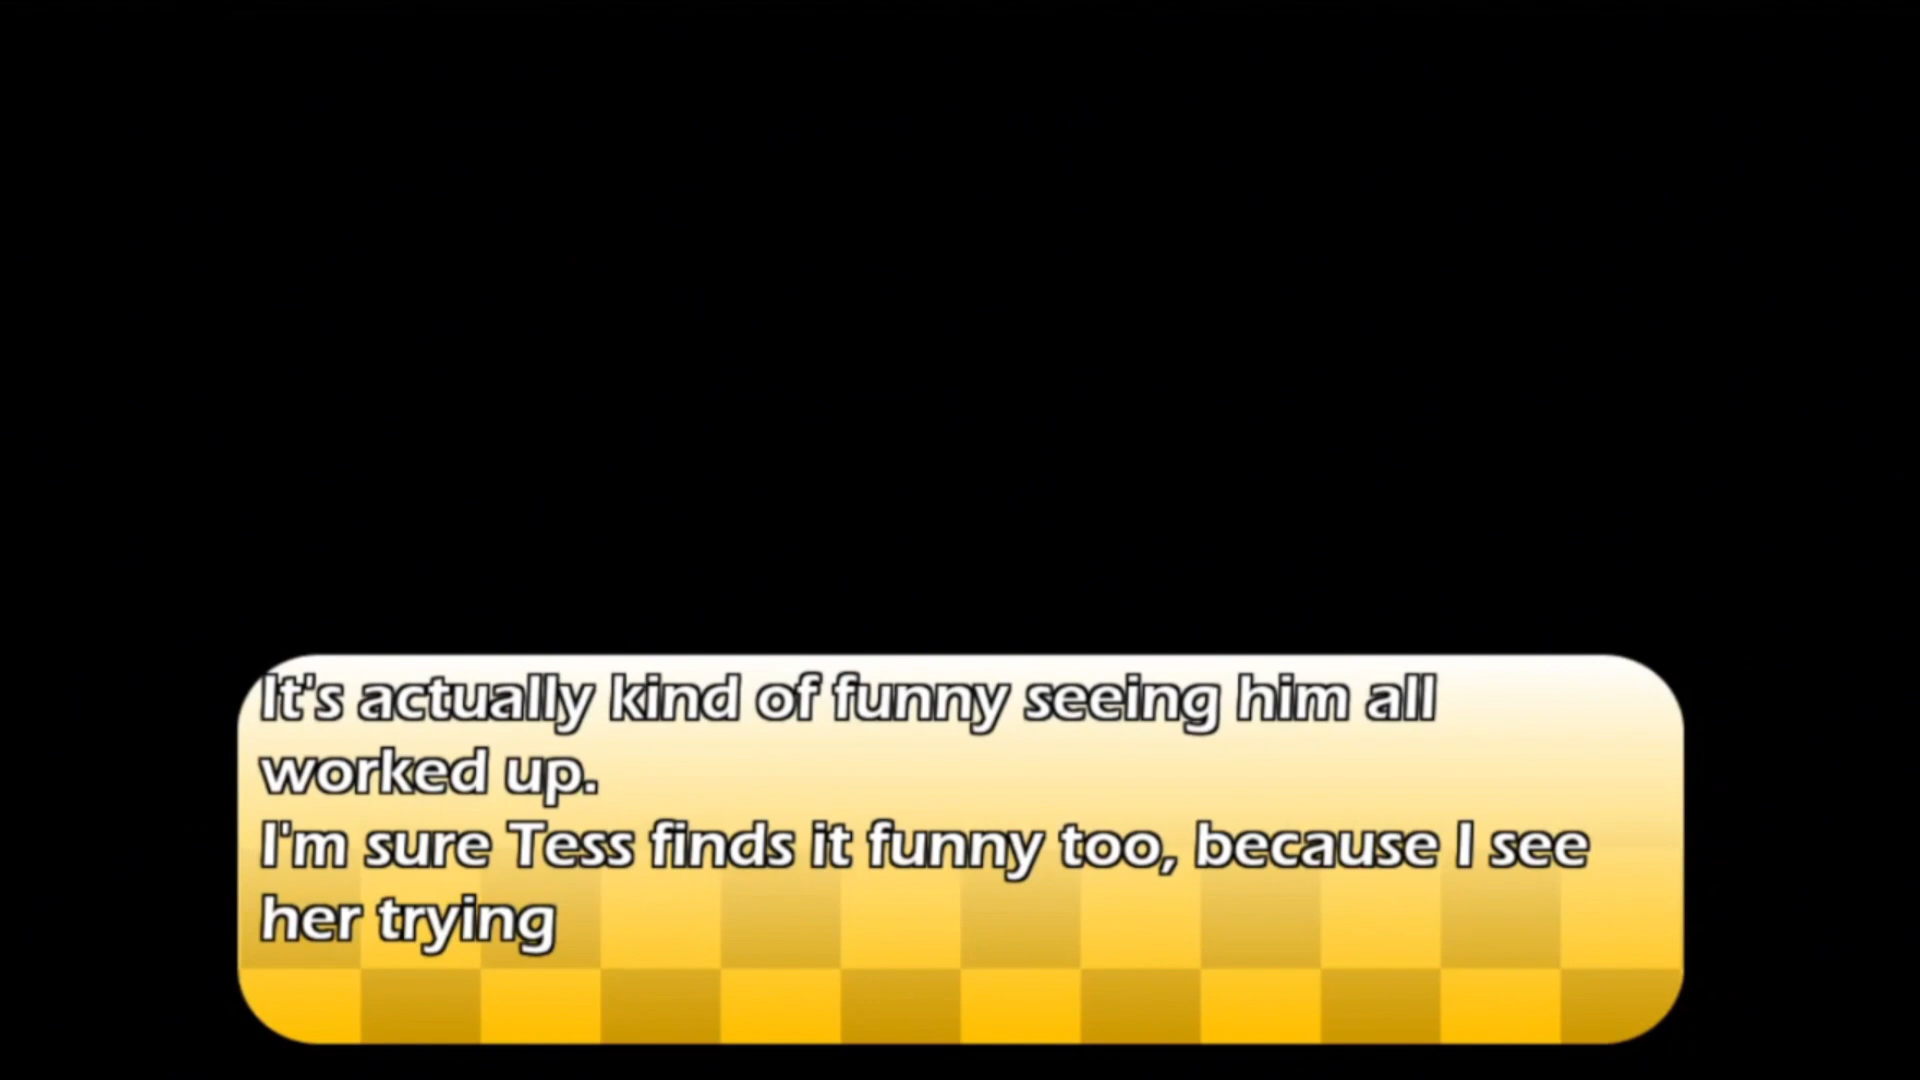 It's actually kind of funny seeing him all
worked up.
I'm sure Tess finds it funny too, because I see
her trying